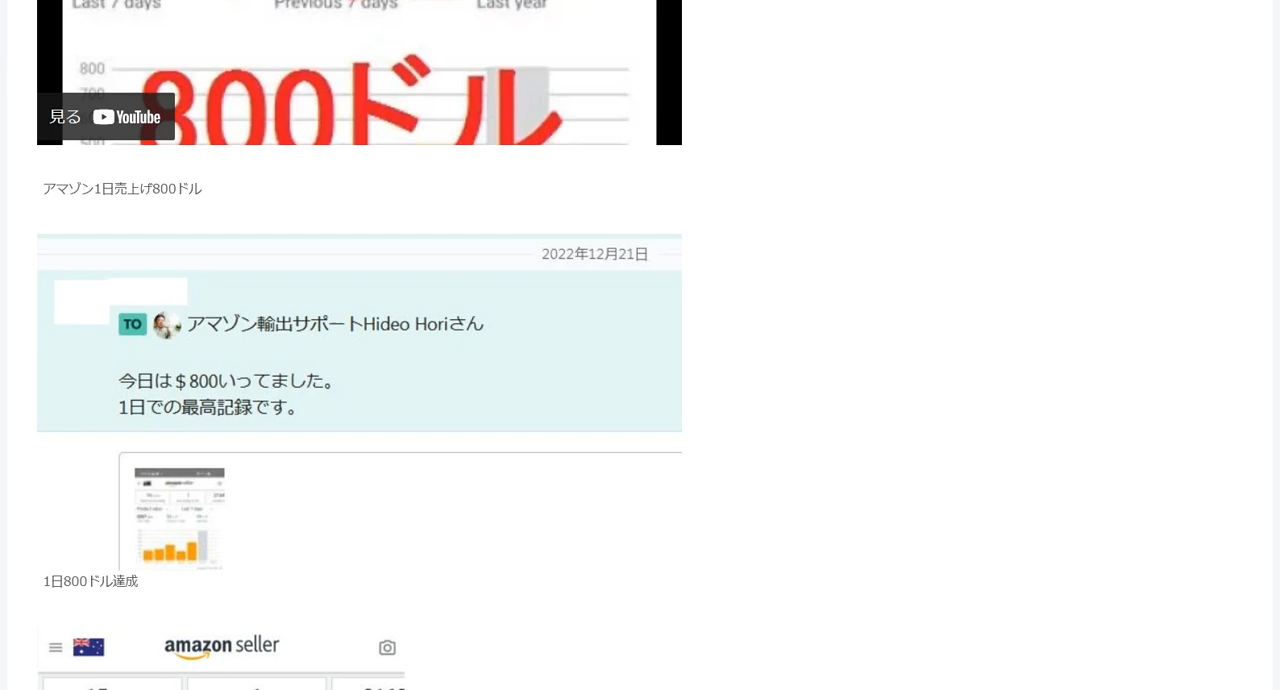 Last 7 days Previous 7 days Last year
800
700
800ドル
見る YouTube
アマゾン1日売上げ800ドル
2022年12月21日
TO アマゾン輸出サポートHideo Horiさん
今日は＄800いってました。
1日での最高記録です。
1日800ドル達成
amazon seller